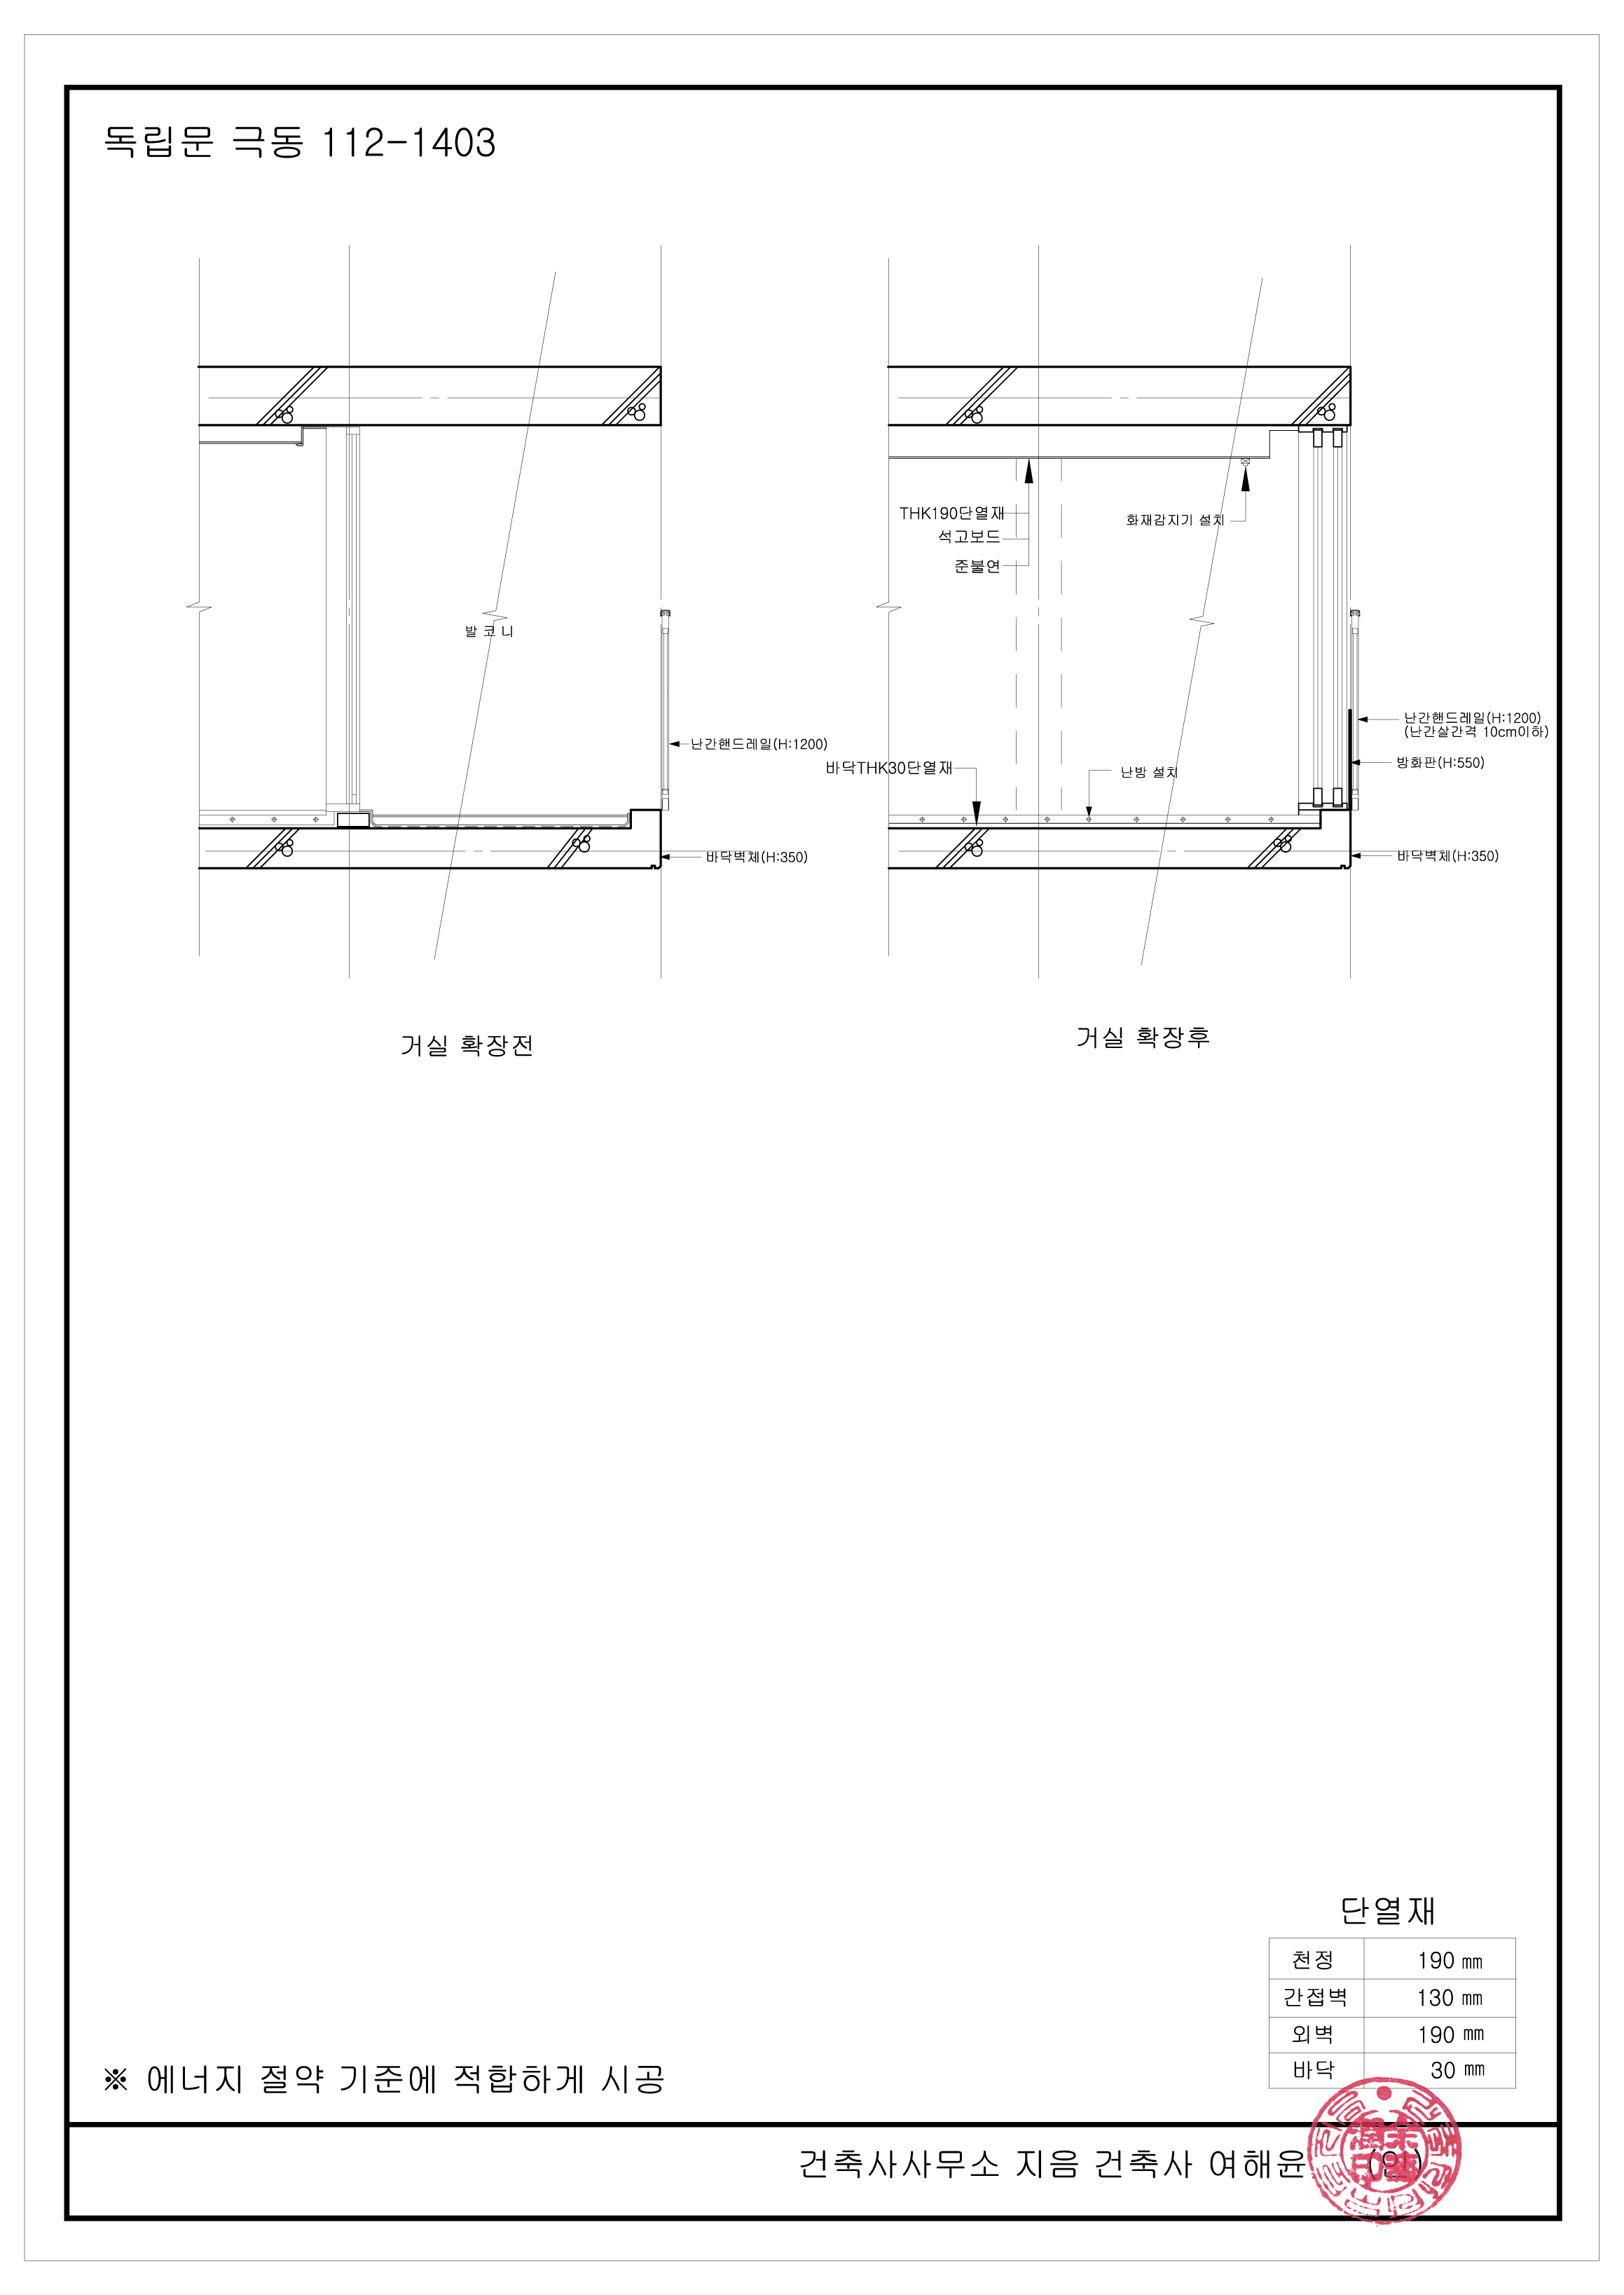 독립문 극동 112-1403
발 코 니
난간핸드레일(H:1200)
바닥벽체(H:350)
거실 확장전
THK190단열재
석고보드
준불연
화재감지기 설치
바닥THK30단열재
난방 설치
난간핸드레일(H:1200)
(난간살간격 10cm이하)
방화판(H:550)
바닥벽체(H:350)
거실 확장후
단열재
천정 190 ㎜
간접벽 130 ㎜
외벽 190 ㎜
바닥 30 ㎜
※ 에너지 절약 기준에 적합하게 시공
건축사사무소 지음 건축사 여해윤 (인)